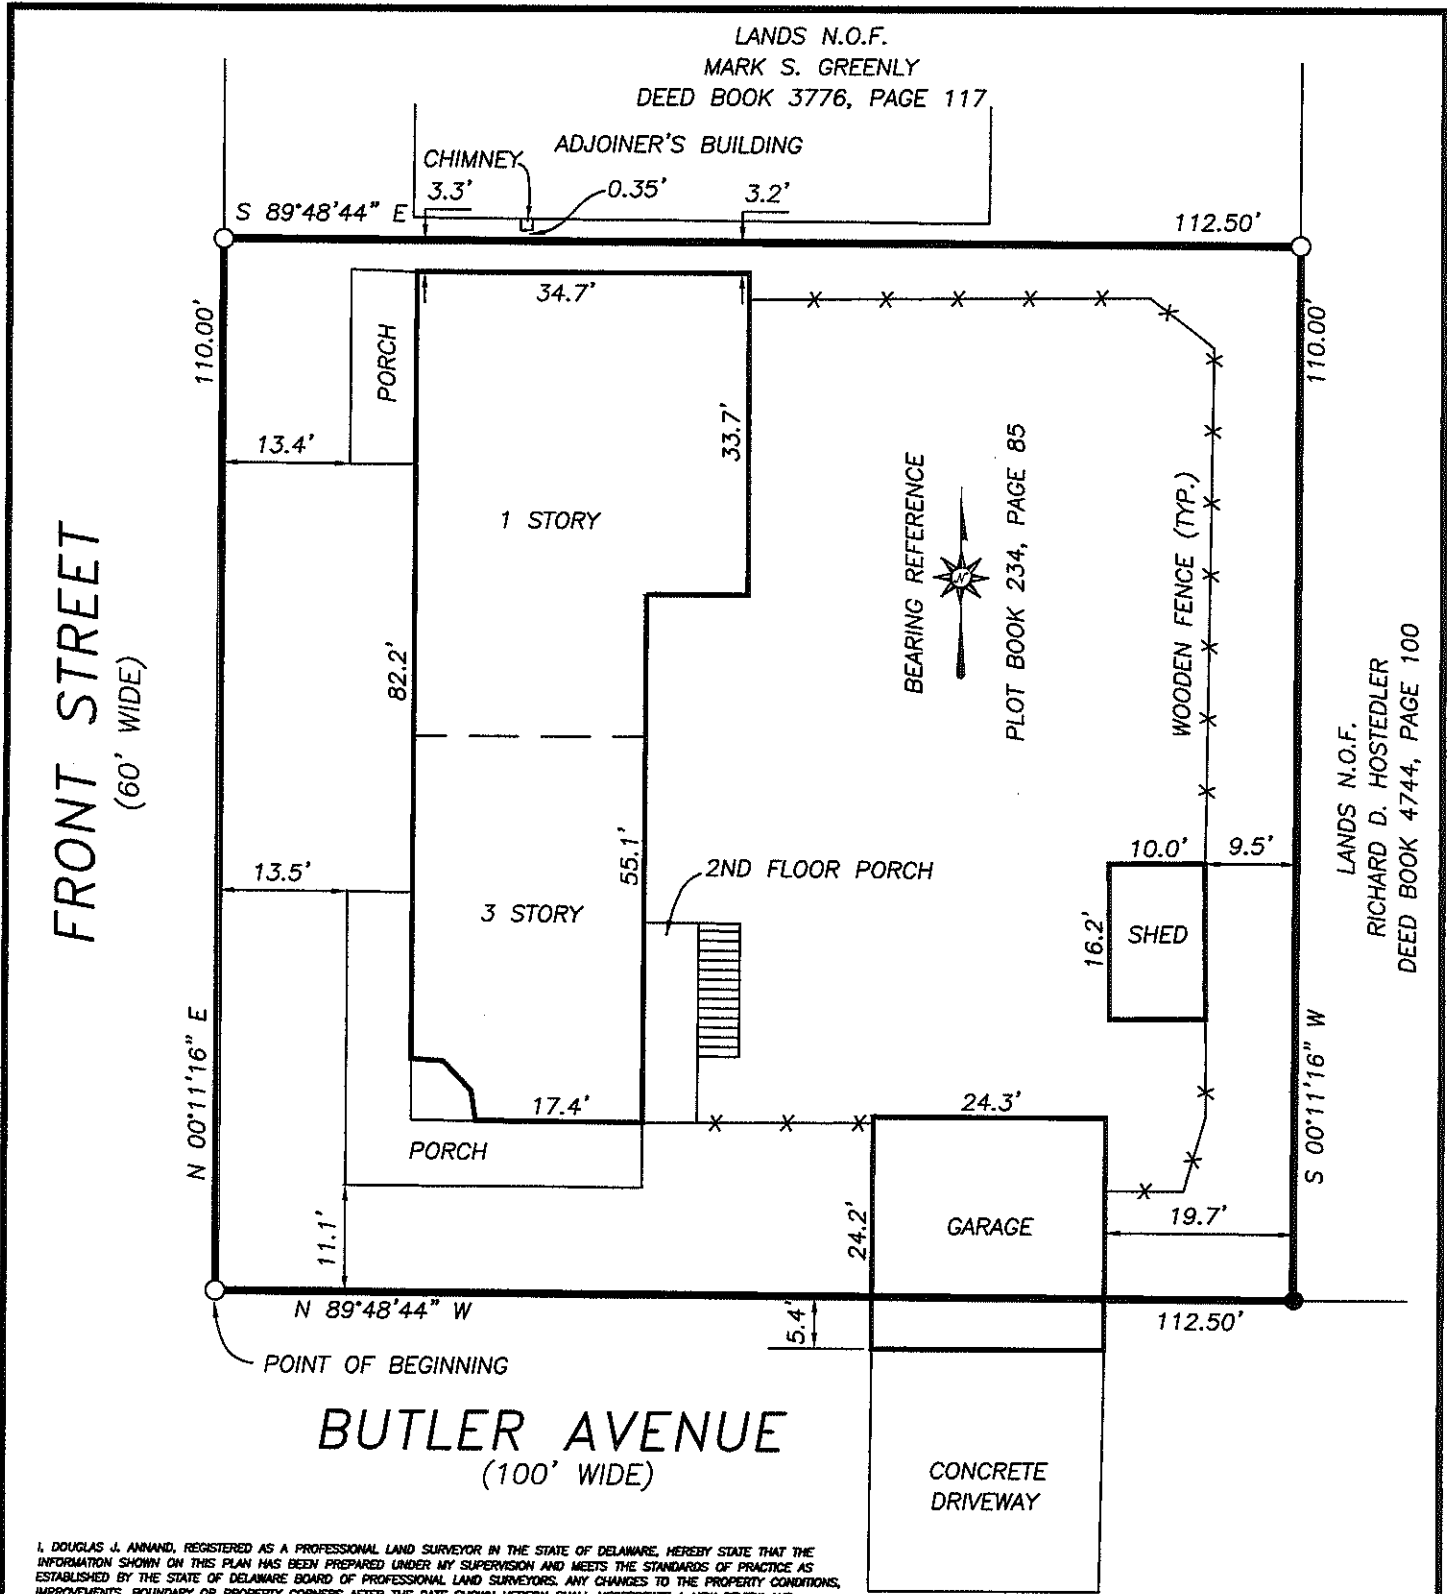 LANDS N.O.F.
MARK S. GREENLY
DEED BOOK 3776, PAGE 117
ADJOINER'S BUILDING
CHIMNEY
3.3'
0.35'
3.2'
S 89°48'44" E
112.50'
34.7'
110.00'
PORCH
110.00'
13.4'
33.7'
1 STORY
BEARING REFERENCE
N
PLOT BOOK 234, PAGE 85
WOODEN FENCE (TYP.)
FRONT STREET
(60' WIDE)
82.2'
LANDS N.O.F.
RICHARD D. HOSTEDLER
DEED BOOK 4744, PAGE 100
13.5'
55.1'
2ND FLOOR PORCH
10.0'
9.5'
3 STORY
16.2'
SHED
N 00°11'16" E
S 00°11'16" W
17.4'
24.3'
PORCH
11.1'
24.2'
GARAGE
19.7'
N 89°48'44" W
5.4'
112.50'
POINT OF BEGINNING
BUTLER AVENUE
(100' WIDE)
CONCRETE
DRIVEWAY
I, DOUGLAS J. ANNAND, REGISTERED AS A PROFESSIONAL LAND SURVEYOR IN THE STATE OF DELAWARE, HEREBY STATE THAT THE
INFORMATION SHOWN ON THIS PLAN HAS BEEN PREPARED UNDER MY SUPERVISION AND MEETS THE STANDARDS OF PRACTICE AS
ESTABLISHED BY THE STATE OF DELAWARE BOARD OF PROFESSIONAL LAND SURVEYORS. ANY CHANGES TO THE PROPERTY CONDITIONS,